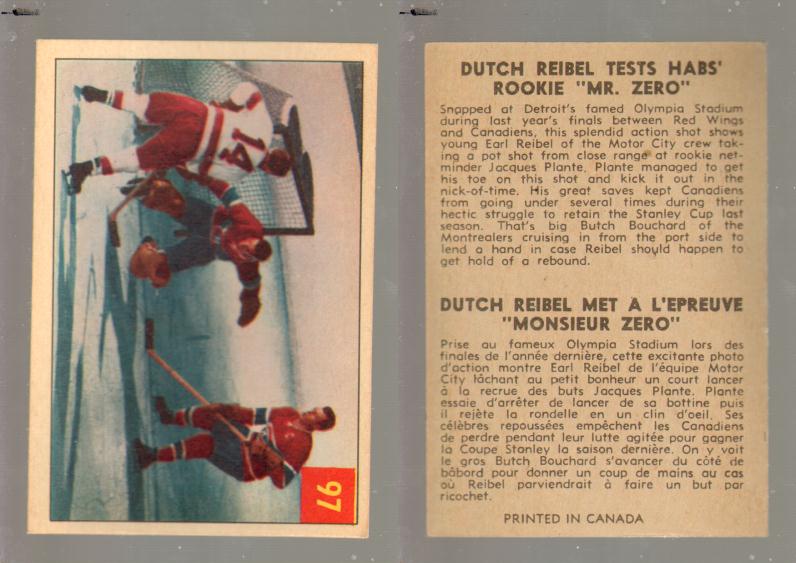 14
97
DUTCH REIBEL TESTS HABS'
ROOKIE "MR. ZERO"
Snapped at Detroit's famed Olympia Stadium
during last year's finals between Red Wings
and Canadiens, this splendid action shot shows
young Earl Reibel of the Motor City crew tak-
ing a pot shot from close range at rookie net-
minder Jacques Plante. Plante managed to get
his toe on this shot and kick it out in the
nick-of-time. His great saves kept Canadiens
from going under several times during their
hectic struggle to retain the Stanley Cup last
season. That's big Butch Bouchard of the
Montrealers cruising in from the port side to
lend a hand in case Reibel should happen to
get hold of a rebound.
DUTCH REIBEL MET A L'EPREUVE
"MONSIEUR ZERO"
Prise au fameux Olympia Stadium lors des
finales de l'année dernière, cette excitante photo
d'action montre Earl Reibel de l'équipe Motor
City lâchant au petit bonheur un court lancer
à la recrue des buts Jacques Plante. Plante
essaie d'arrêter de lancer de sa bottine puis
il rejète la rondelle en un clin d'oeil. Ses
célèbres repoussées empêchent les Canadiens
de perdre pendant leur lutte agitée pour gagner
la Coupe Stanley la saison dernière. On y voit
le gros Butch Bouchard s'avancer du côté de
bâbord pour donner un coup de mains au cas
où Reibel parviendrait à faire un but par
ricochet.
PRINTED IN CANADA